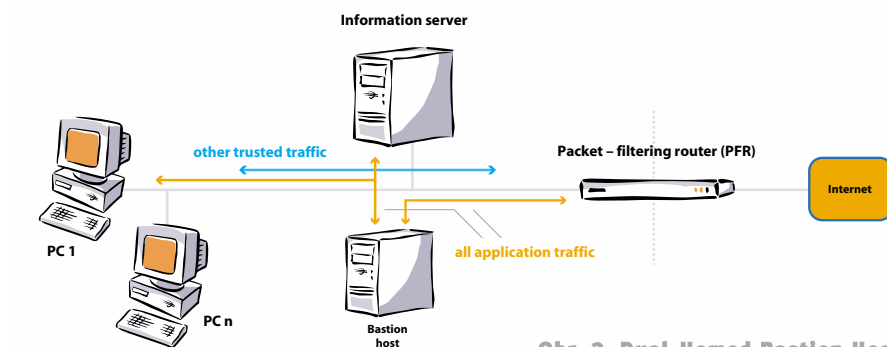 Information server
other trusted traffic
Packet – filtering router (PFR)
Internet
all application traffic
PC 1
PC n
Bastion
host